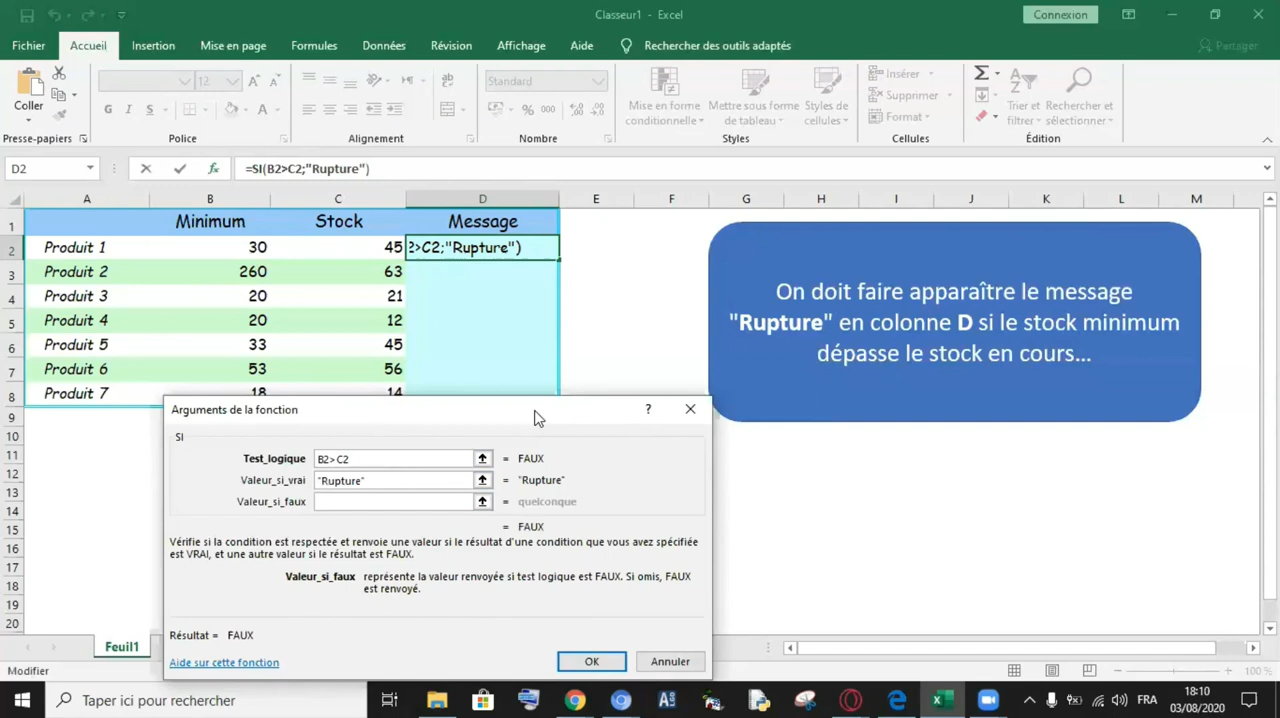 Classeur1 - Excel
Connexion
Fichier Accueil Insertion Mise en page Formules Données Révision Affichage Aide Rechercher des outils adaptés Partager
Coller
12
Standard
Mise en forme conditionnelle
Mettre sous forme de tableau
Styles de cellules
Insérer
Supprimer
Format
Trier et filtrer
Rechercher et sélectionner
G I S
% 000
Presse-papiers Police Alignement Nombre Styles Cellules Édition
D2 fx =SI(B2>C2;"Rupture")
A B C D E F G H I J K L M
1 Minimum Stock Message
2 Produit 1 30 45 2>C2;"Rupture")
3 Produit 2 260 63
4 Produit 3 20 21
5 Produit 4 20 12
6 Produit 5 33 45
7 Produit 6 53 56
8 Produit 7 18 14
9
10
11
12
13
14
15
16
17
18
19
20
On doit faire apparaître le message
"Rupture" en colonne D si le stock minimum
dépasse le stock en cours...
Arguments de la fonction ?
SI
Test_logique B2>C2 = FAUX
Valeur_si_vrai "Rupture" = "Rupture"
Valeur_si_faux = quelconque
= FAUX
Vérifie si la condition est respectée et renvoie une valeur si le résultat d'une condition que vous avez spécifiée
est VRAI, et une autre valeur si le résultat est FAUX.
Valeur_si_faux représente la valeur renvoyée si test logique est FAUX. Si omis, FAUX
est renvoyé.
Résultat = FAUX
Aide sur cette fonction
OK Annuler
Feuil1
Modifier
100 %
Taper ici pour rechercher
FRA
18:10
03/08/2020